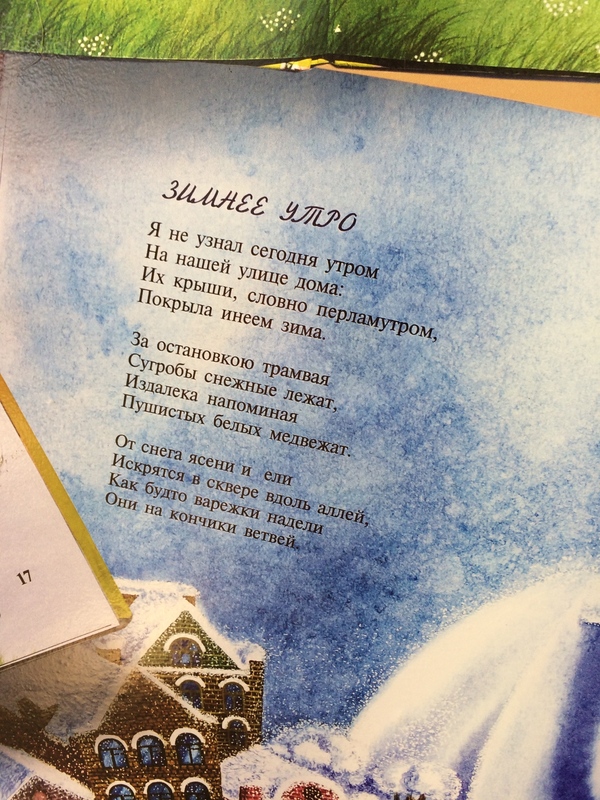 ЗИМНЕЕ УТРО
Я не узнал сегодня утром
На нашей улице дома:
Их крыши, словно перламутром,
Покрыла инеем зима.
За остановкою трамвая
Сугробы снежные лежат,
Издалека напоминая
Пушистых белых медвежат.
От снега ясени и ели
Искрятся в сквере вдоль аллей,
Как будто варежки надели
Они на кончики ветвей.
17